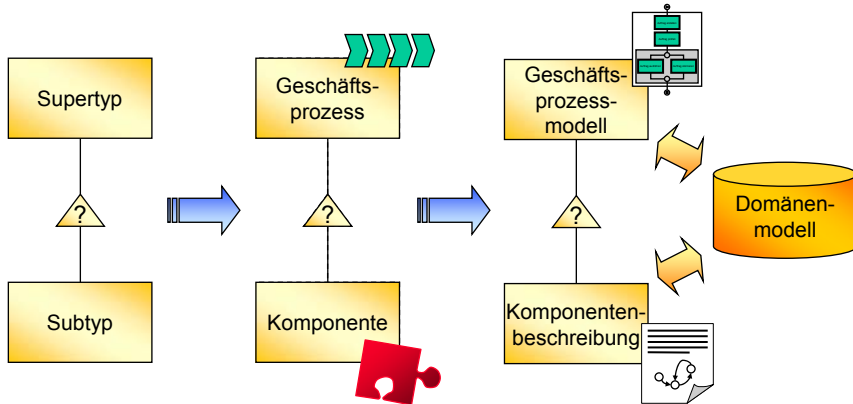 Supertyp
?
Subtyp
Geschäfts-
prozess
?
Komponente
Geschäfts-
prozess-
modell
?
Komponenten-
beschreibung
Domänen-
modell